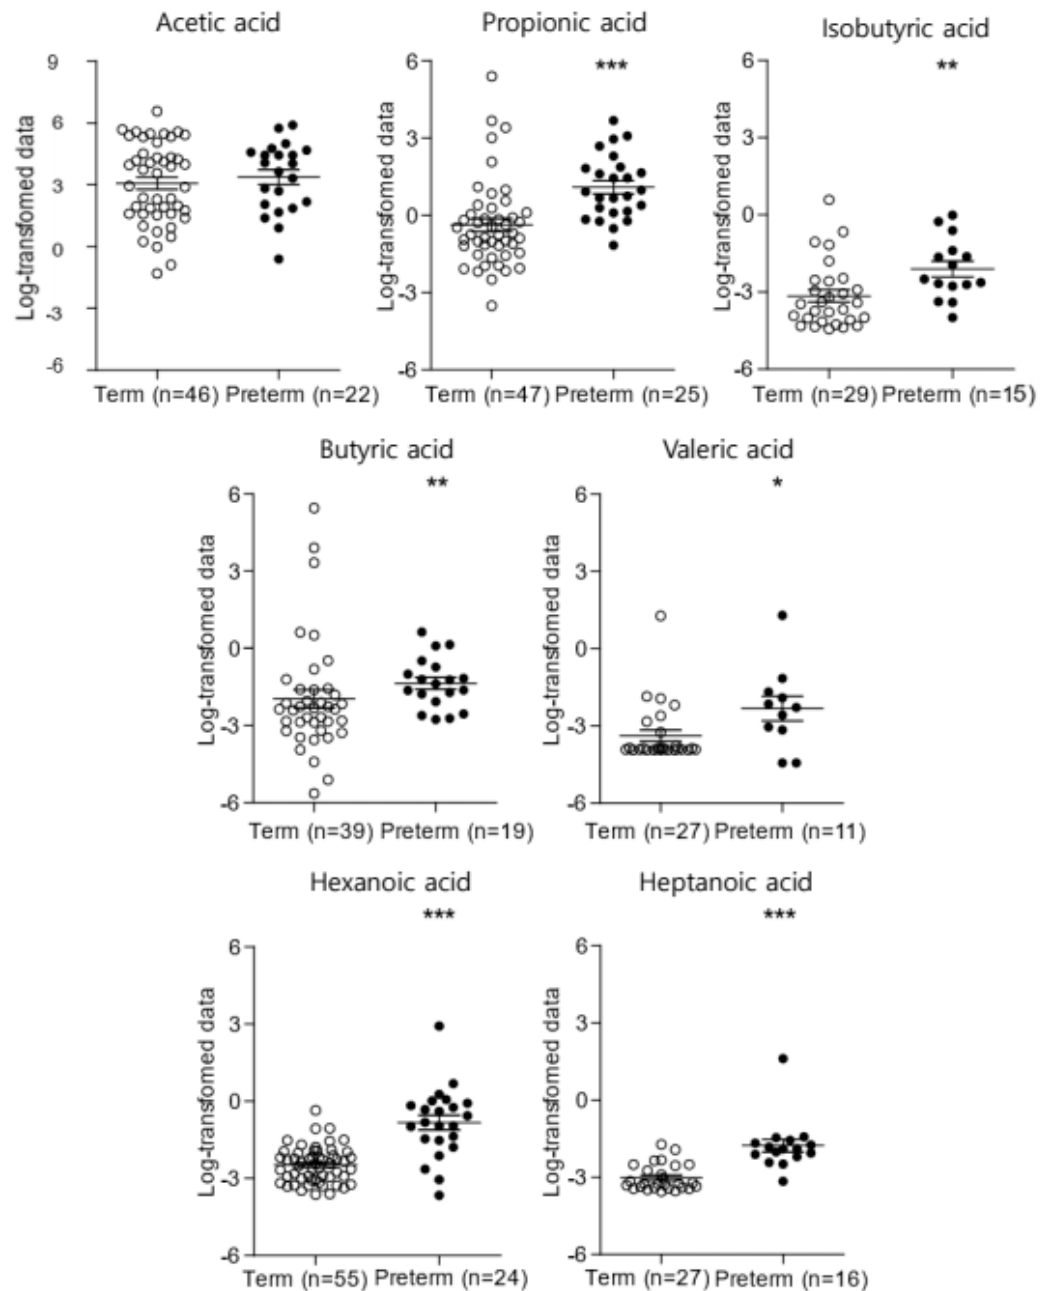 Acetic acid
Propionic acid
Isobutyric acid
***
**
Log-transfomed data
9
6
3
0
-3
-6
Term (n=46) Preterm (n=22)
Log-transfomed data
6
3
0
-3
-6
Term (n=47) Preterm (n=25)
Log-transfomed data
6
3
0
-3
-6
Term (n=29) Preterm (n=15)
Butyric acid
Valeric acid
**
*
Log-transfomed data
6
3
0
-3
-6
Term (n=39) Preterm (n=19)
Log-transfomed data
6
3
0
-3
-6
Term (n=27) Preterm (n=11)
Hexanoic acid
Heptanoic acid
***
***
Log-transfomed data
6
3
0
-3
-6
Term (n=55) Preterm (n=24)
Log-transfomed data
6
3
0
-3
-6
Term (n=27) Preterm (n=16)